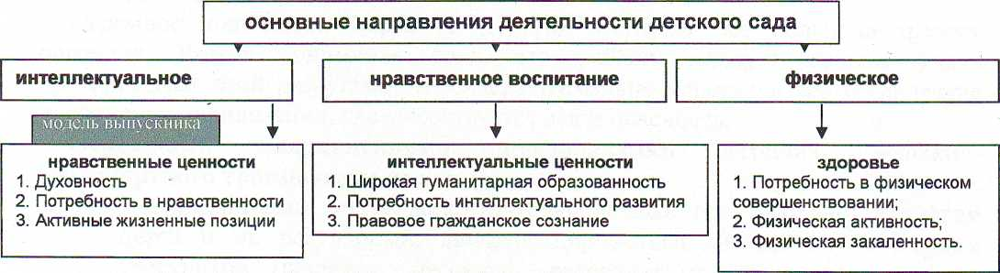 основные направления деятельности детского сада
интеллектуальное
нравственное воспитание
физическое
модель выпускника
нравственные ценности
1. Духовность
2. Потребность в нравственности
3. Активные жизненные позиции
интеллектуальные ценности
1. Широкая гуманитарная образованность
2. Потребность интеллектуального развития
3. Правовое гражданское сознание
здоровье
1. Потребность в физическом
совершенствовании;
2. Физическая активность;
3. Физическая закаленность.